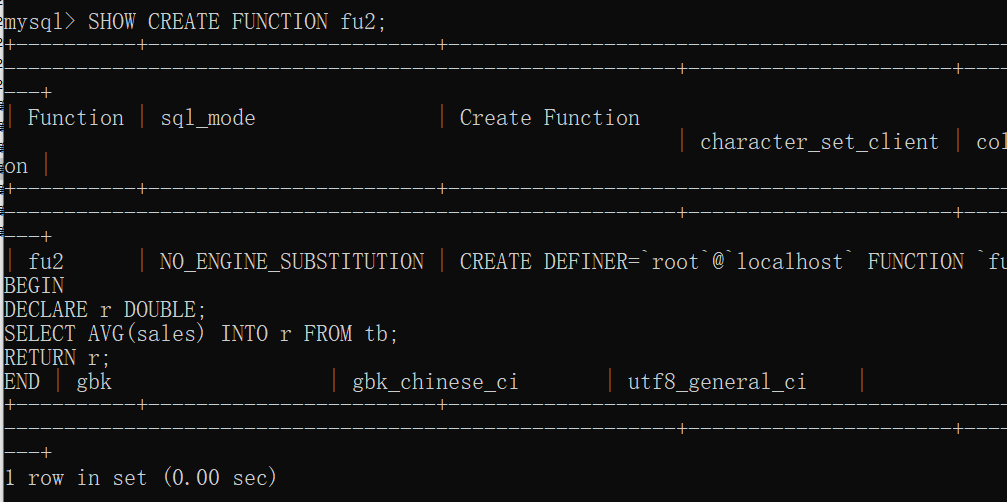 mysql> SHOW CREATE FUNCTION fu2;
+----------+------------------------+----------------------------------------------
--------------------------------------------------------+----------------------+----
---+
| Function | sql_mode | Create Function
| character_set_client | col
on |
+----------+------------------------+----------------------------------------------
--------------------------------------------------------+----------------------+----
---+
| fu2 | NO_ENGINE_SUBSTITUTION | CREATE DEFINER=`root`@`localhost` FUNCTION `fu
BEGIN
DECLARE r DOUBLE;
SELECT AVG(sales) INTO r FROM tb;
RETURN r;
END | gbk | gbk_chinese_ci | utf8_general_ci |
+----------+------------------------+----------------------------------------------
--------------------------------------------------------+----------------------+----
---+
1 row in set (0.00 sec)